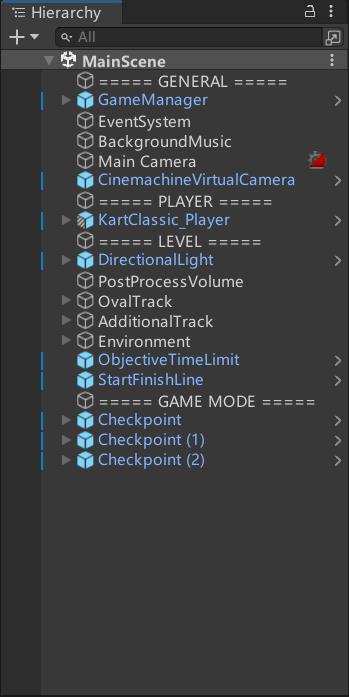 Hierarchy
All
MainScene
===== GENERAL =====
GameManager
EventSystem
BackgroundMusic
Main Camera
CinemachineVirtualCamera
===== PLAYER =====
KartClassic_Player
===== LEVEL =====
DirectionalLight
PostProcessVolume
OvalTrack
AdditionalTrack
Environment
ObjectiveTimeLimit
StartFinishLine
===== GAME MODE =====
Checkpoint
Checkpoint (1)
Checkpoint (2)